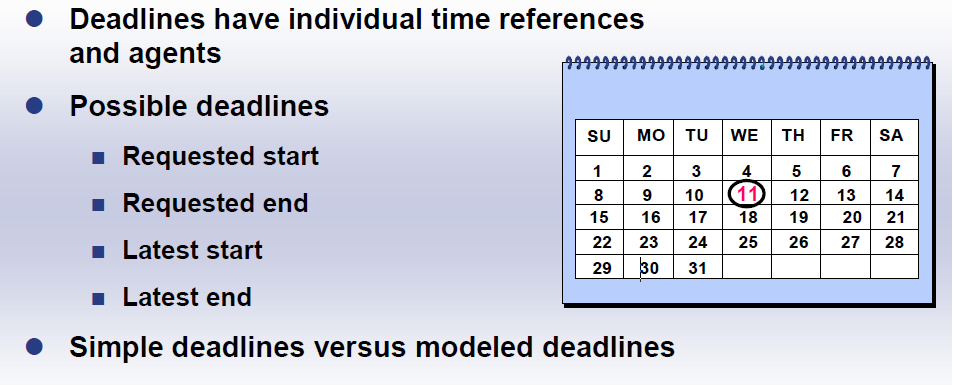 Deadlines have individual time references
and agents
Possible deadlines
Requested start
Requested end
Latest start
Latest end
Simple deadlines versus modeled deadlines
SU MO TU WE TH FR SA
1 2 3 4 5 6 7
8 9 10 11 12 13 14
15 16 17 18 19 20 21
22 23 24 25 26 27 28
29 30 31